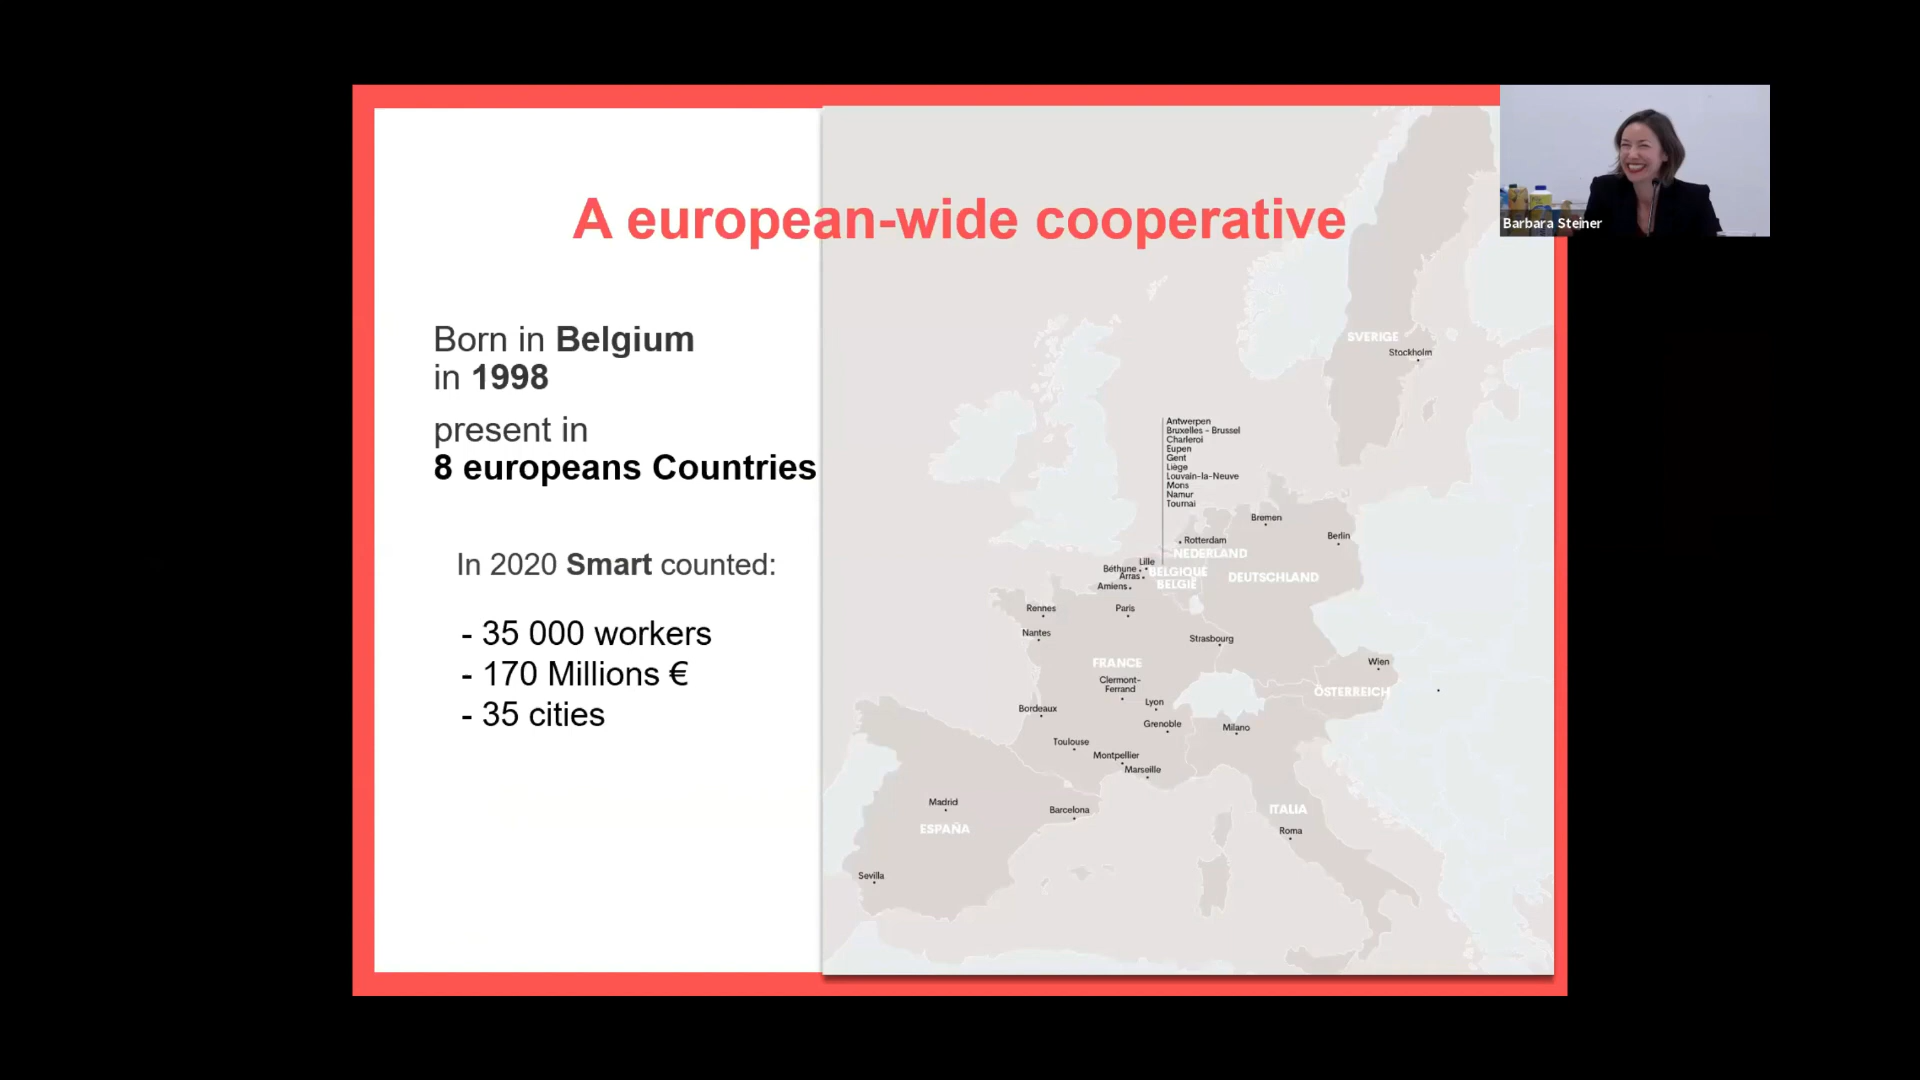 A european-wide cooperative
Barbara Steiner
Born in Belgium
in 1998
present in
8 europeans Countries
In 2020 Smart counted:
- 35 000 workers
- 170 Millions €
- 35 cities
SVERIGE
Stockholm
Antwerpen
Bruxelles - Brussel
Charleroi
Eupen
Gent
Liège
Louvain-la-Neuve
Mons
Namur
Tournai
Bremen
Berlin
Rotterdam
NEDERLAND
Lille
Béthune
Arras
Amiens
BELGIQUE
BELGIË
DEUTSCHLAND
Rennes
Paris
Nantes
Strasbourg
FRANCE
Wien
Clermont-
Ferrand
ÖSTERREICH
Lyon
Bordeaux
Grenoble
Milano
Toulouse
Montpellier
Marseille
Madrid
Barcelona
ITALIA
ESPAÑA
Roma
Sevilla